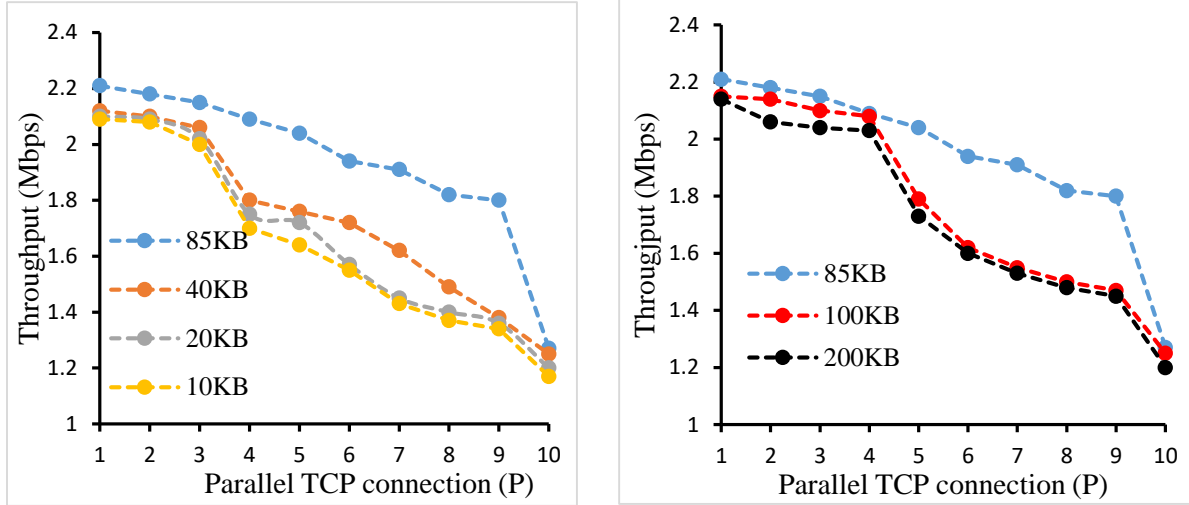 2.4
2.2
2
1.8
1.6
1.4
1.2
1
Throughput (Mbps)
85KB
40KB
20KB
10KB
1 2 3 4 5 6 7 8 9 10
Parallel TCP connection (P)
2.4
2.2
2
1.8
1.6
1.4
1.2
1
Througjput (Mbps)
85KB
100KB
200KB
1 2 3 4 5 6 7 8 9 10
Parallel TCP connection (P)